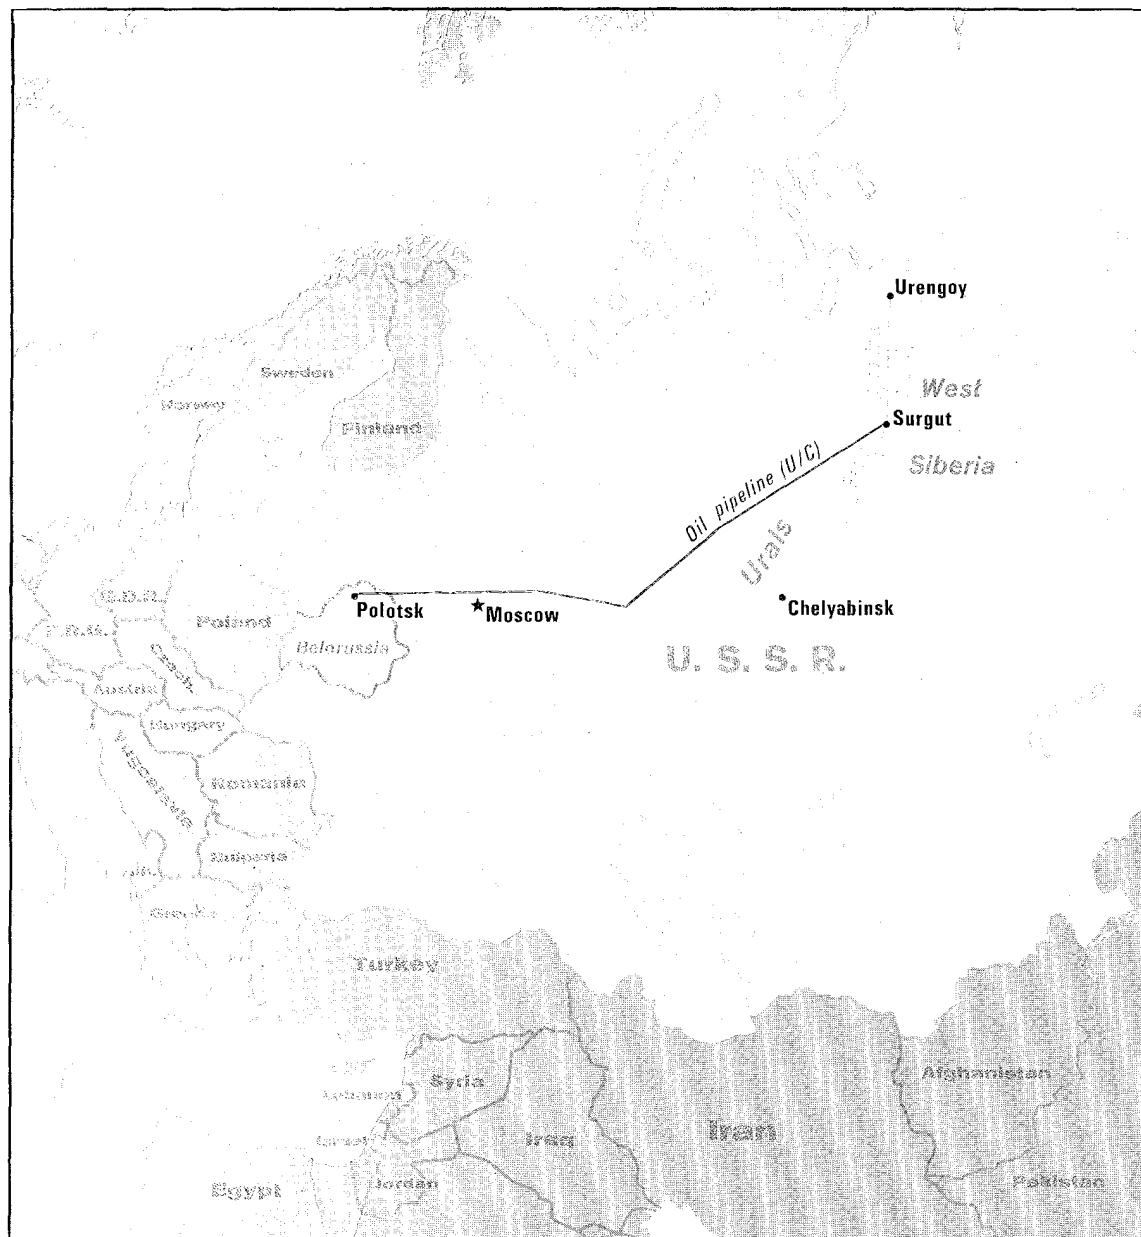 Urengoy
Sweden
West
Norway
Surgut
Finland
Siberia
Oil pipeline (U/C)
Urals
G.D.R.
Polotsk
Moscow
Chelyabinsk
Poland
F.R.G.
Belorussia
Czech.
U. S. S. R.
Austria
Hungary
Yugoslavia
Romania
Bulgaria
Greece
Turkey
Syria
Afghanistan
Lebanon
Iran
Israel
Iraq
Jordan
Egypt
Pakistan